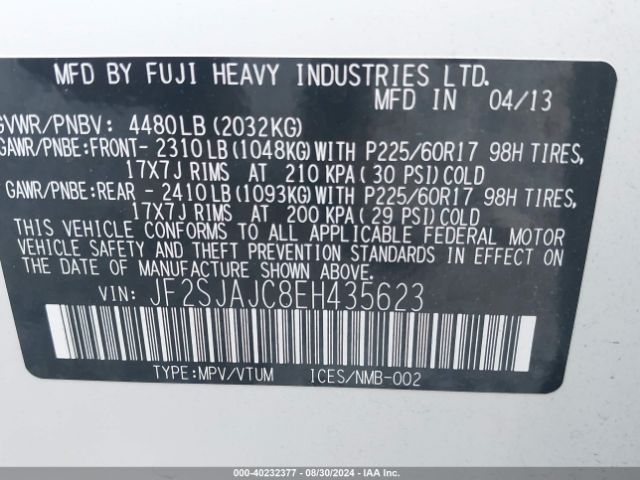 MFD BY FUJI HEAVY INDUSTRIES LTD.
MFD IN 04/13
GVWR/PNBV: 4480LB (2032KG)
GAWR/PNBE:FRONT- 2310LB (1048KG)WITH P225/60R17 98H TIRES,
17X7J RIMS AT 210 KPA (30 PSI)COLD
GAWR/PNBE:REAR - 2410LB (1093KG)WITH P225/60R17 98H TIRES,
17X7J RIMS AT 200 KPA (29 PSI)COLD
THIS VEHICLE CONFORMS TO ALL APPLICABLE FEDERAL MOTOR
VEHICLE SAFETY AND THEFT PREVENTION STANDARDS IN EFFECT
ON THE DATE OF MANUFACTURE SHOWN ABOVE.
VIN: JF2SJAJC8EH435623
TYPE:MPV/VTUM ICES/NMB-002
000-40232377 - 08/30/2024 - IAAI.COM